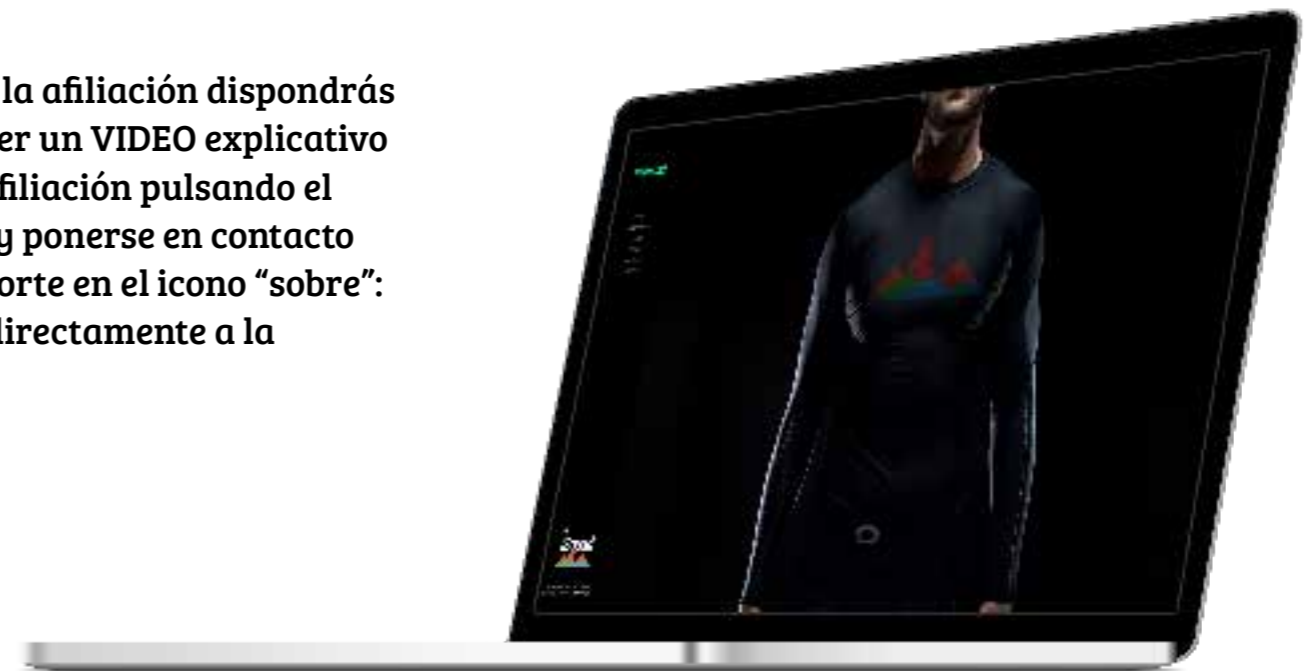 la afiliación dispondrás
er un VIDEO explicativo
filiación pulsando el
y ponerse en contacto
orte en el icono “sobre”:
directamente a la